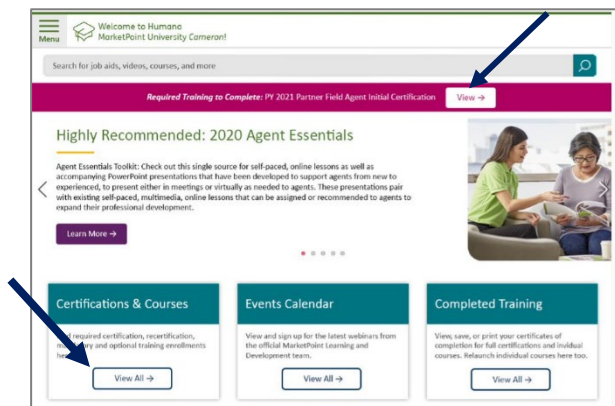 Menu
Welcome to Humana
MarketPoint University Cameron!
Search for job aids, videos, courses, and more
Required Training to Complete: PY 2021 Partner Field Agent Initial Certification View →
Highly Recommended: 2020 Agent Essentials
Agent Essentials Toolkit: Check out this single source for self-paced, online lessons as well as
accompanying PowerPoint presentations that have been developed to support agents from new to
experienced, to present either in meetings or virtually as needed to agents. These presentations pair
with existing self-paced, multimedia, online lessons that can be assigned or recommended to agents to
expand their professional development.
Learn More →
Certifications & Courses
required certification, recertification,
and optional training enrollments
View All →
Events Calendar
View and sign up for the latest webinars from
the official MarketPoint Learning and
Development team.
View All →
Completed Training
View, save, or print your certificates of
completion for full certifications and invidual
courses. Relaunch individual courses here too.
View All →